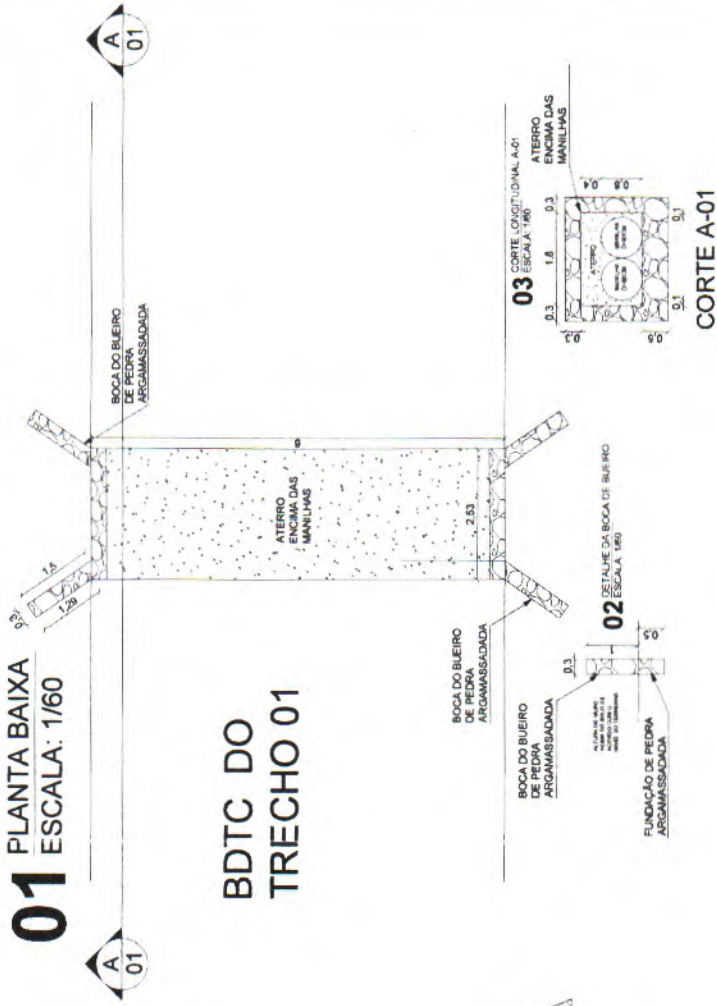 01 PLANTA BAIXA
ESCALA: 1/60
A
01
A
01
BDTC DO
TRECHO 01
BOCA DO BUEIRO
DE PEDRA
ARGAMASSADADA
1,5
1,29
ATERRO
ENCIMA DAS
MANILHAS
6
2,53
BOCA DO BUEIRO
DE PEDRA
ARGAMASSADADA
02 DETALHE DA BOCA DE BUEIRO
ESCALA: 1/60
BOCA DO BUEIRO
DE PEDRA
ARGAMASSADADA
0,3
0,5
FUNDAÇÃO DE PEDRA
ARGAMASSADADA
03 CORTE LONGITUDINAL A-01
ESCALA: 1/60
ATERRO
ENCIMA DAS
MANILHAS
0,3
1,6
0,3
0,4
0,8
0,3
0,5
0,1
0,1
ATERRO
CORTE A-01